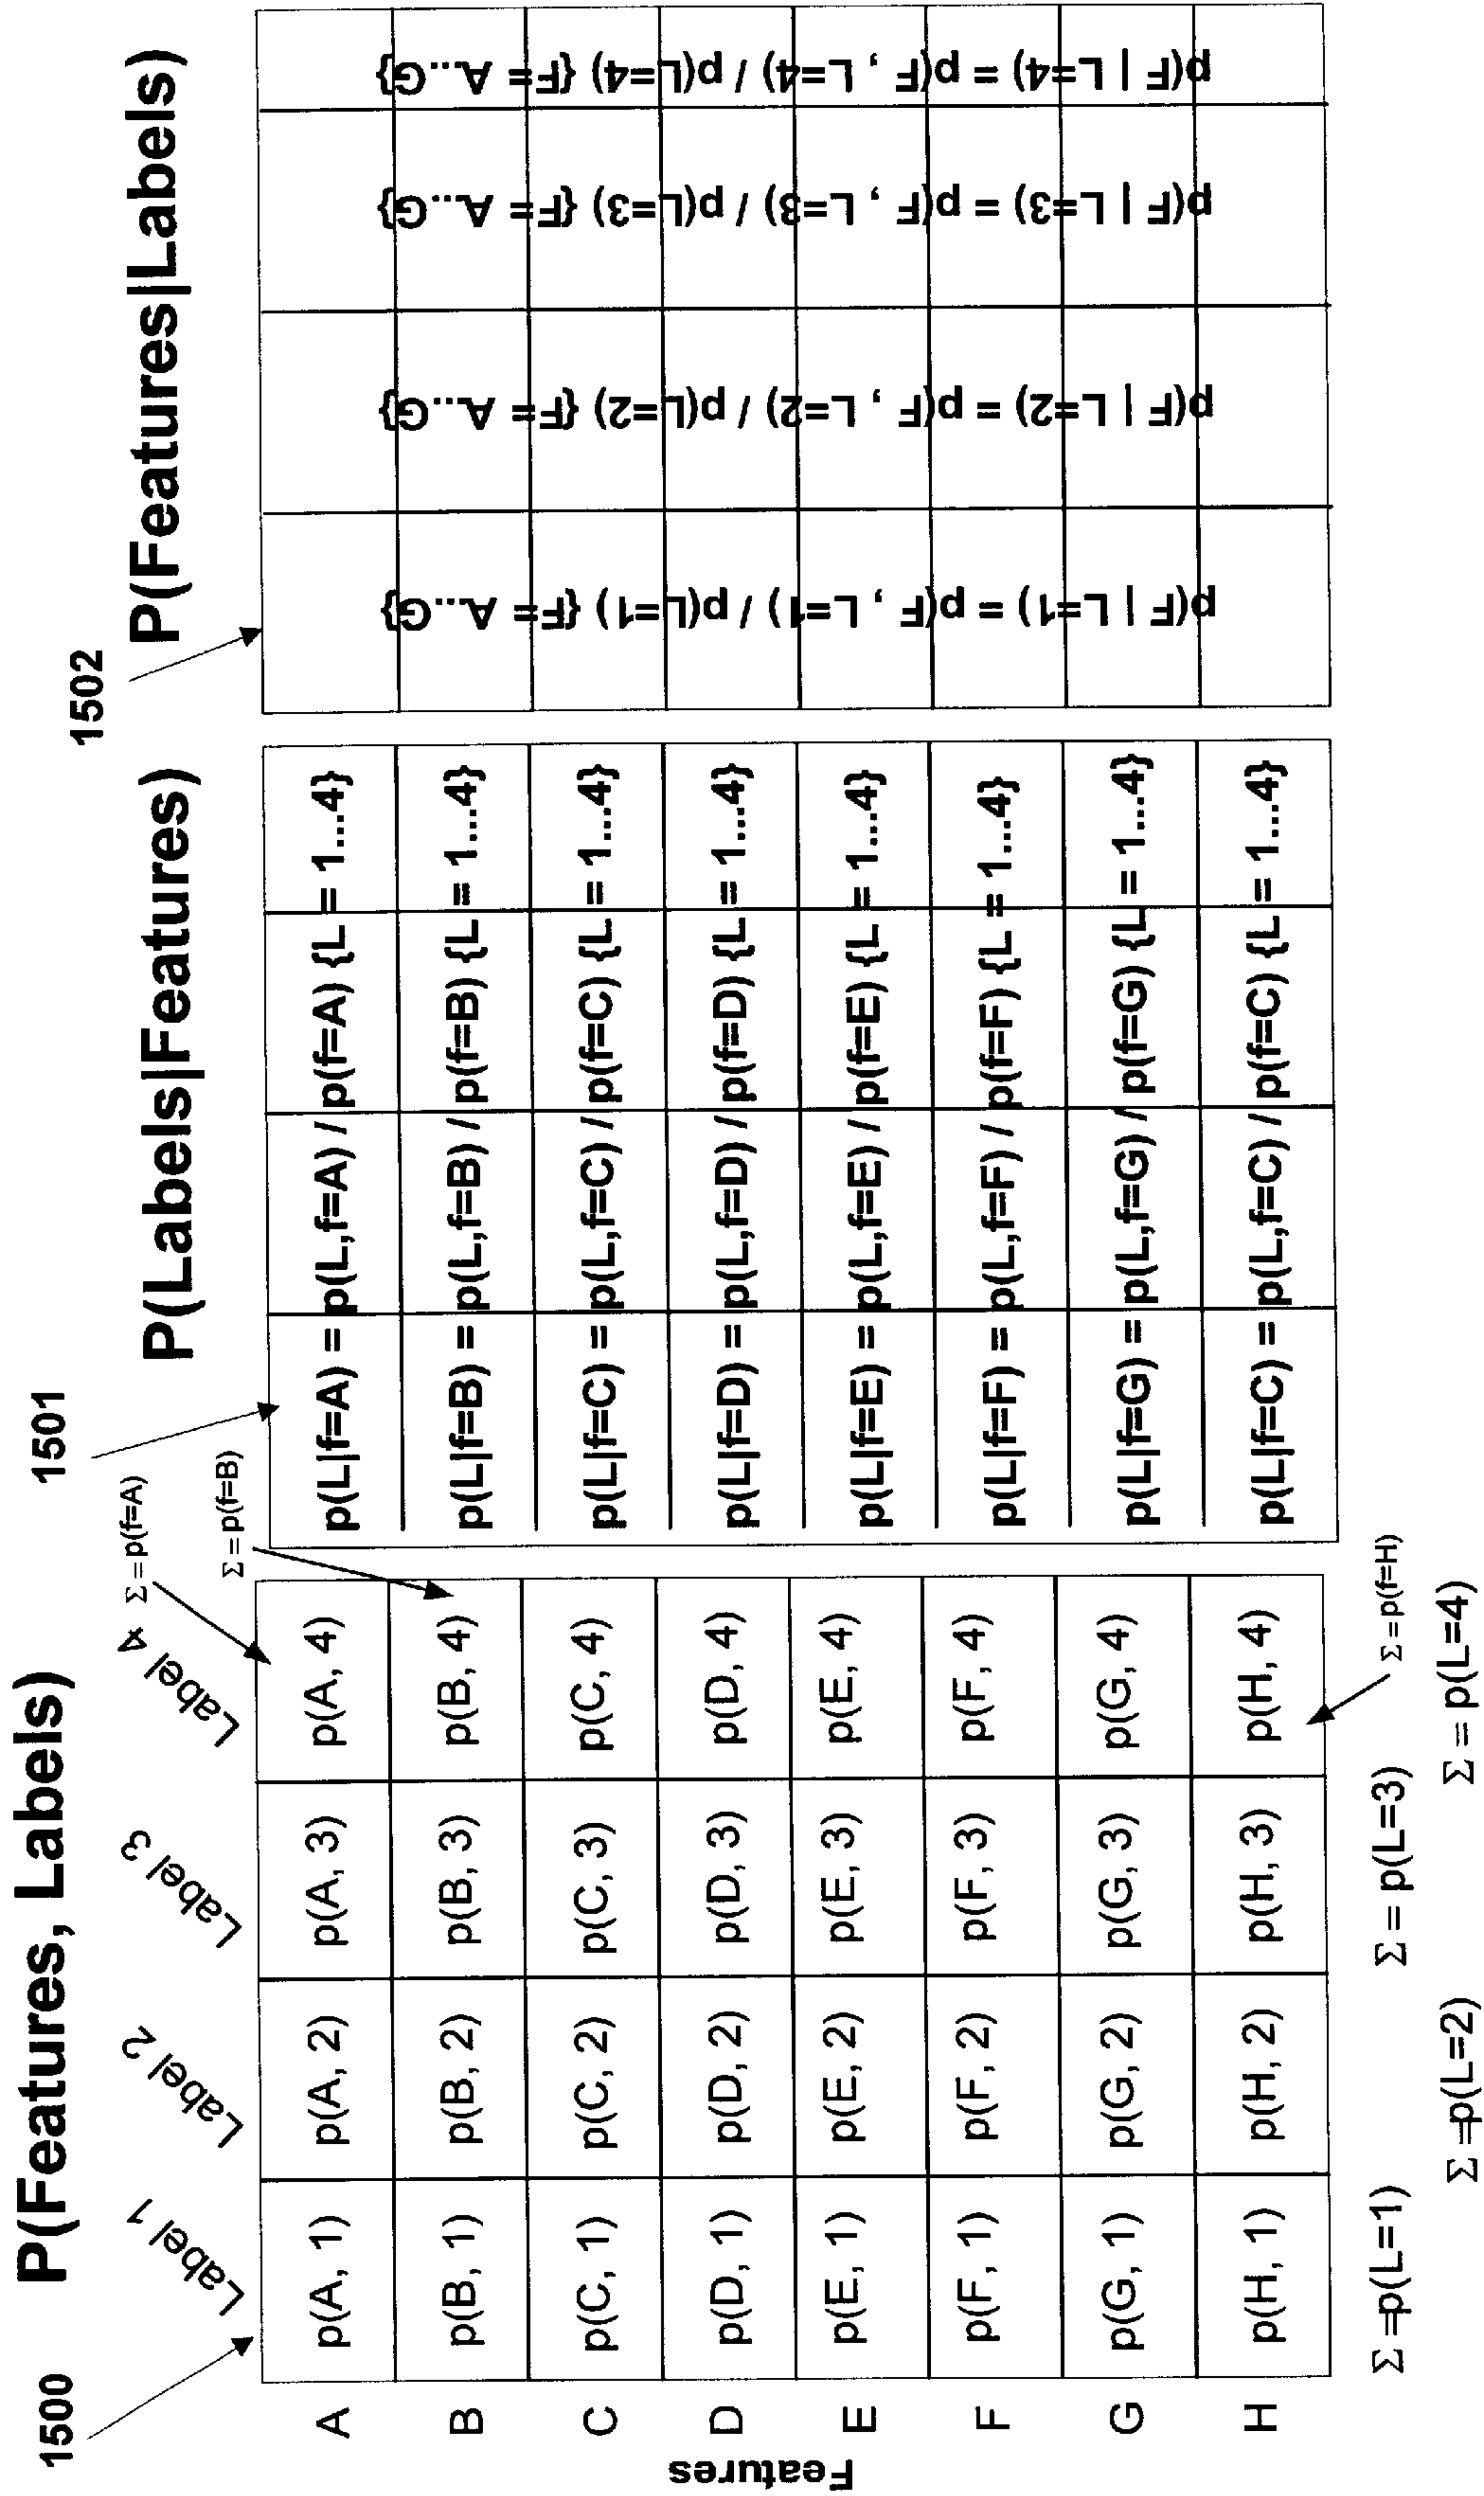 P(Features, Labels)
P(Labels|Features)
P(Features|Labels)
1500
1501
1502
Label 1
Label 2
Label 3
Label 4
Σ = p(f=A)
Σ = p(f=B)
Features
A p(A, 1) p(A, 2) p(A, 3) p(A, 4)
B p(B, 1) p(B, 2) p(B, 3) p(B, 4)
C p(C, 1) p(C, 2) p(C, 3) p(C, 4)
D p(D, 1) p(D, 2) p(D, 3) p(D, 4)
E p(E, 1) p(E, 2) p(E, 3) p(E, 4)
F p(F, 1) p(F, 2) p(F, 3) p(F, 4)
G p(G, 1) p(G, 2) p(G, 3) p(G, 4)
H p(H, 1) p(H, 2) p(H, 3) p(H, 4)
Σ =p(f=H)
Σ =p(L=1)
Σ =p(L=2)
Σ = p(L=3)
Σ = p(L=4)
p(L|f=A) = p(L,f=A) / p(f=A) {L = 1...4}
p(L|f=B) = p(L,f=B) / p(f=B) {L = 1...4}
p(L|f=C) = p(L,f=C) / p(f=C) {L = 1...4}
p(L|f=D) = p(L,f=D) / p(f=D) {L = 1...4}
p(L|f=E) = p(L,f=E) / p(f=E) {L = 1...4}
p(L|f=F) = p(L,f=F) / p(f=F) {L = 1...4}
p(L|f=G) = p(L,f=G) / p(f=G) {L = 1...4}
p(L|f=C) = p(L,f=C) / p(f=C) {L = 1...4}
p(F | L=1) = p(F , L=1) / p(L=1) {F= A...G}
p(F | L=2) = p(F , L=2) / p(L=2) {F= A...G}
p(F | L=3) = p(F , L=3) / p(L=3) {F= A...G}
p(F | L=4) = p(F , L=4) / p(L=4) {F= A...G}